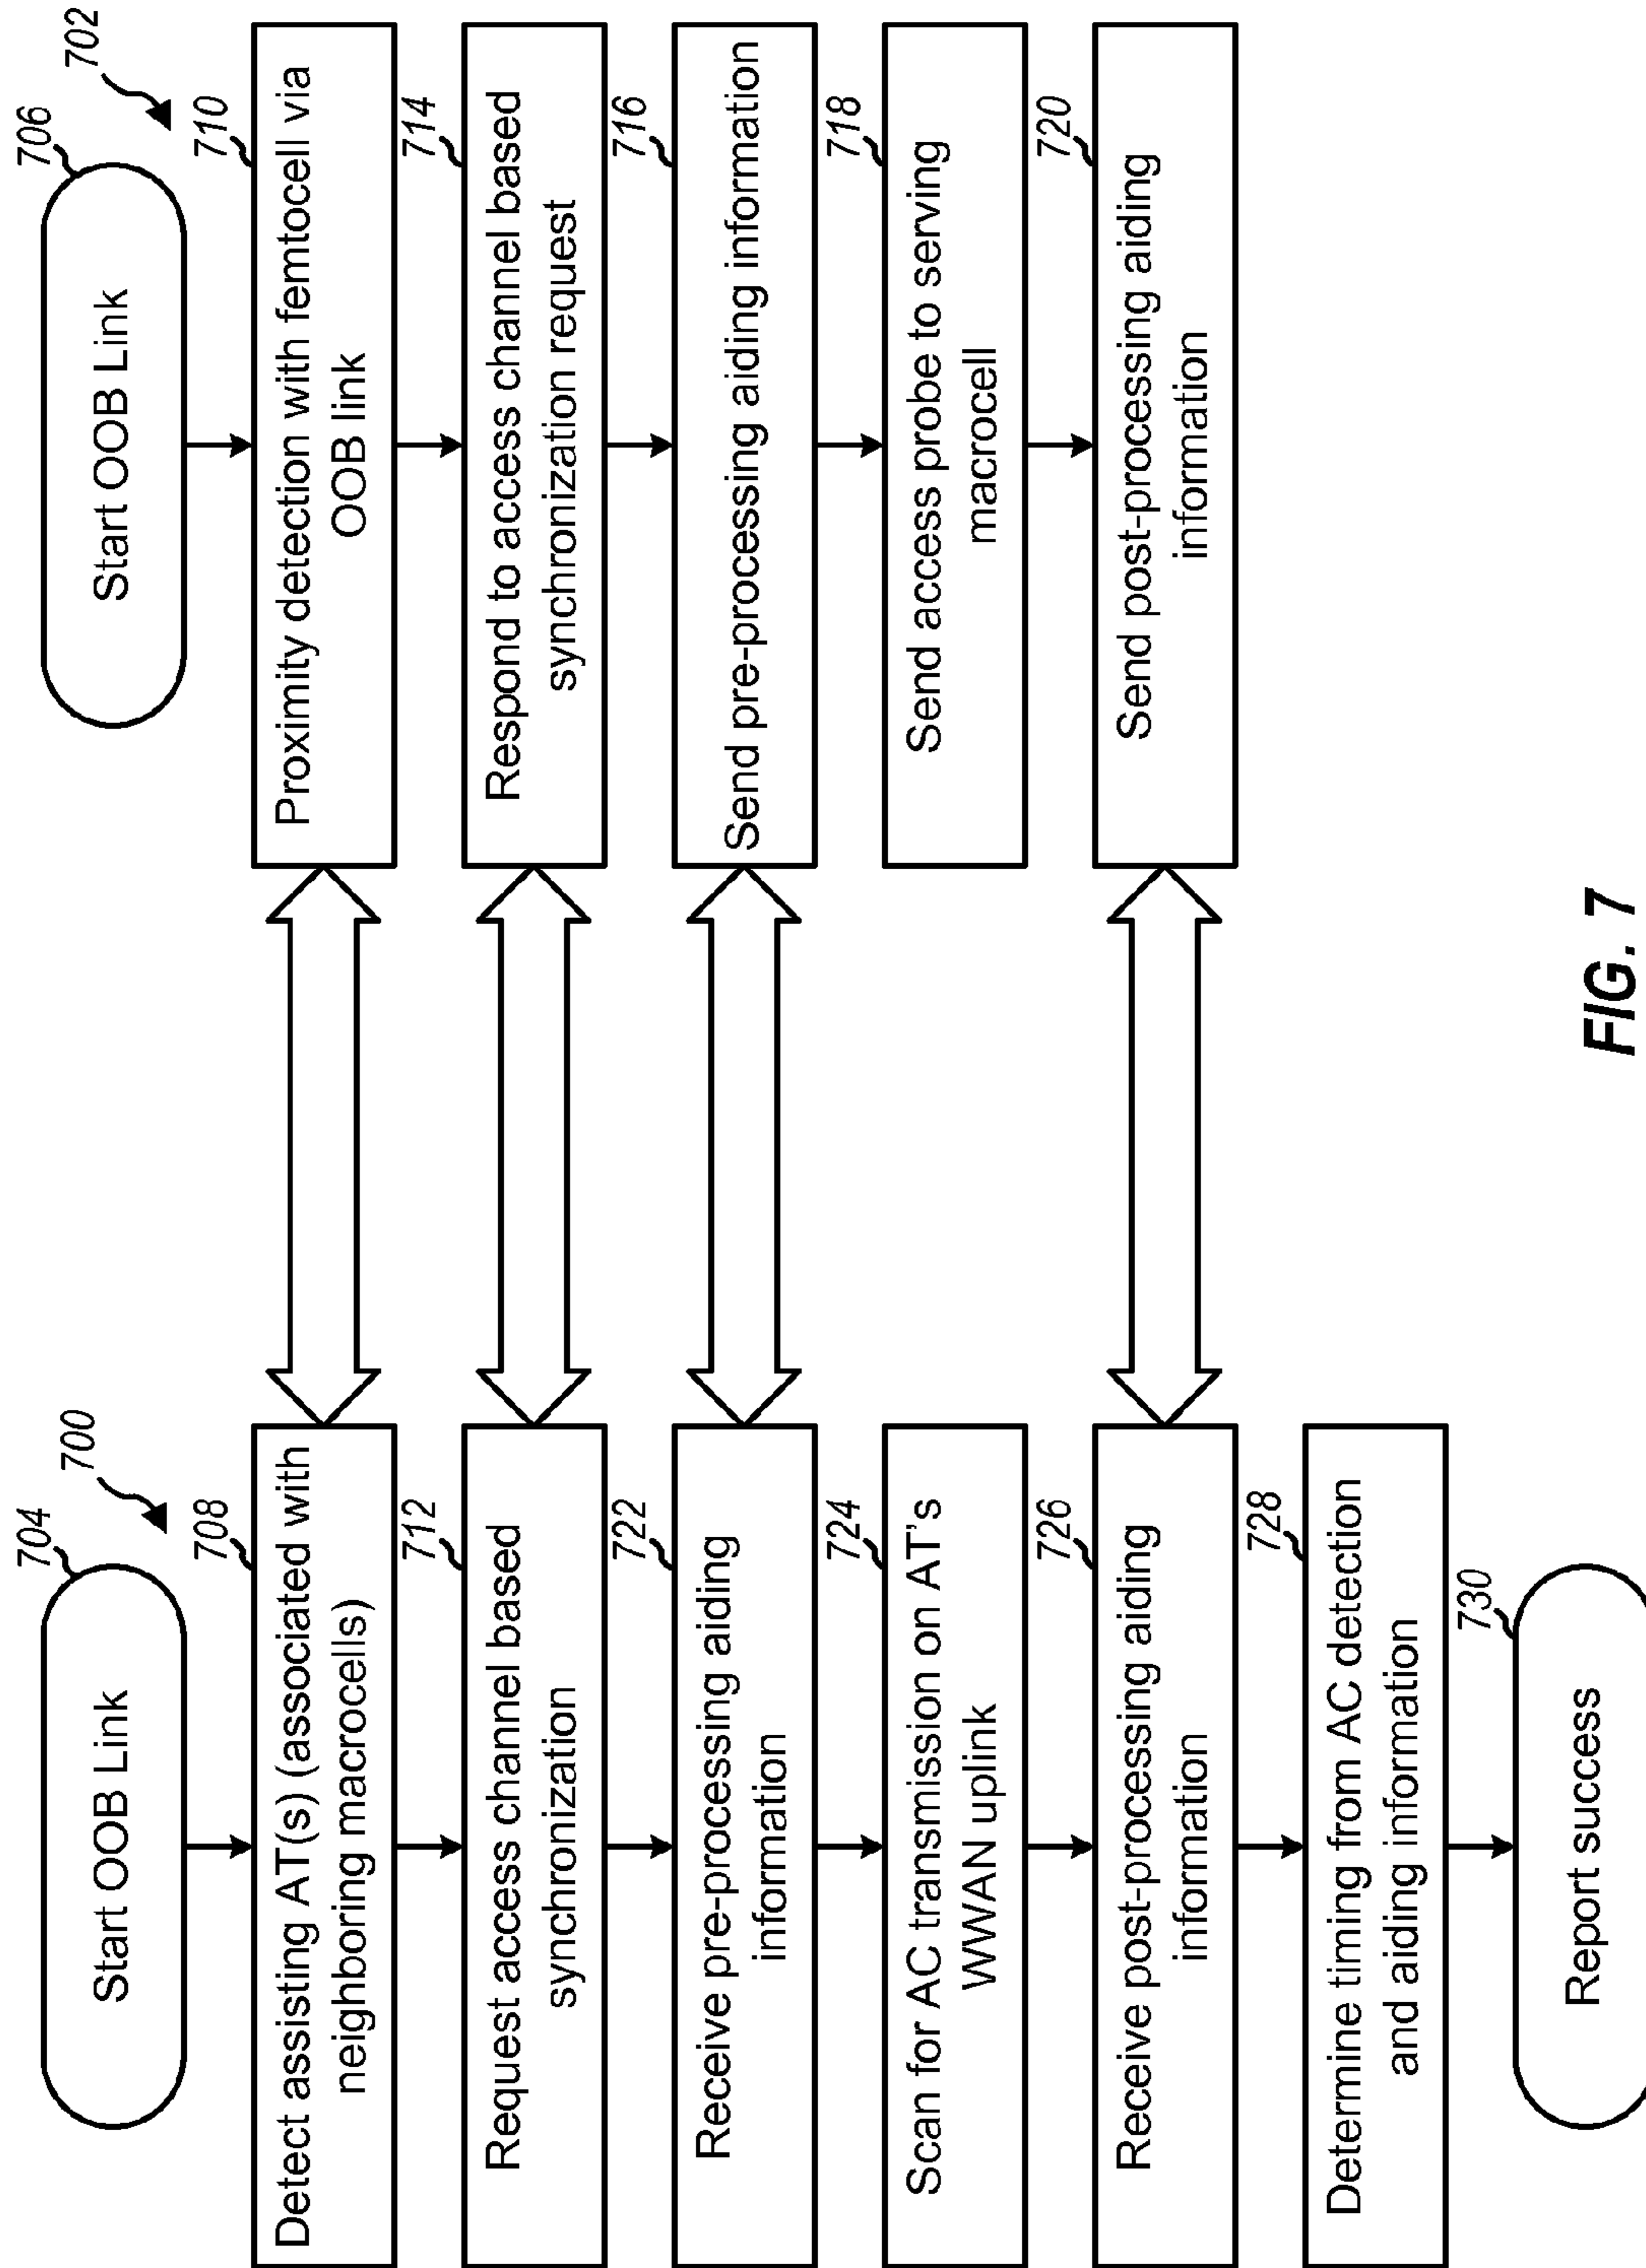 700
704
Start OOB Link
708
Detect assisting AT(s) (associated with
neighboring macrocells)
712
Request access channel based
synchronization
722
Receive pre-processing aiding
information
724
Scan for AC transmission on AT's
WWAN uplink
726
Receive post-processing aiding
information
728
Determine timing from AC detection
and aiding information
730
Report success
702
706
Start OOB Link
710
Proximity detection with femtocell via
OOB link
714
Respond to access channel based
synchronization request
716
Send pre-processing aiding information
718
Send access probe to serving
macrocell
720
Send post-processing aiding
information
FIG. 7